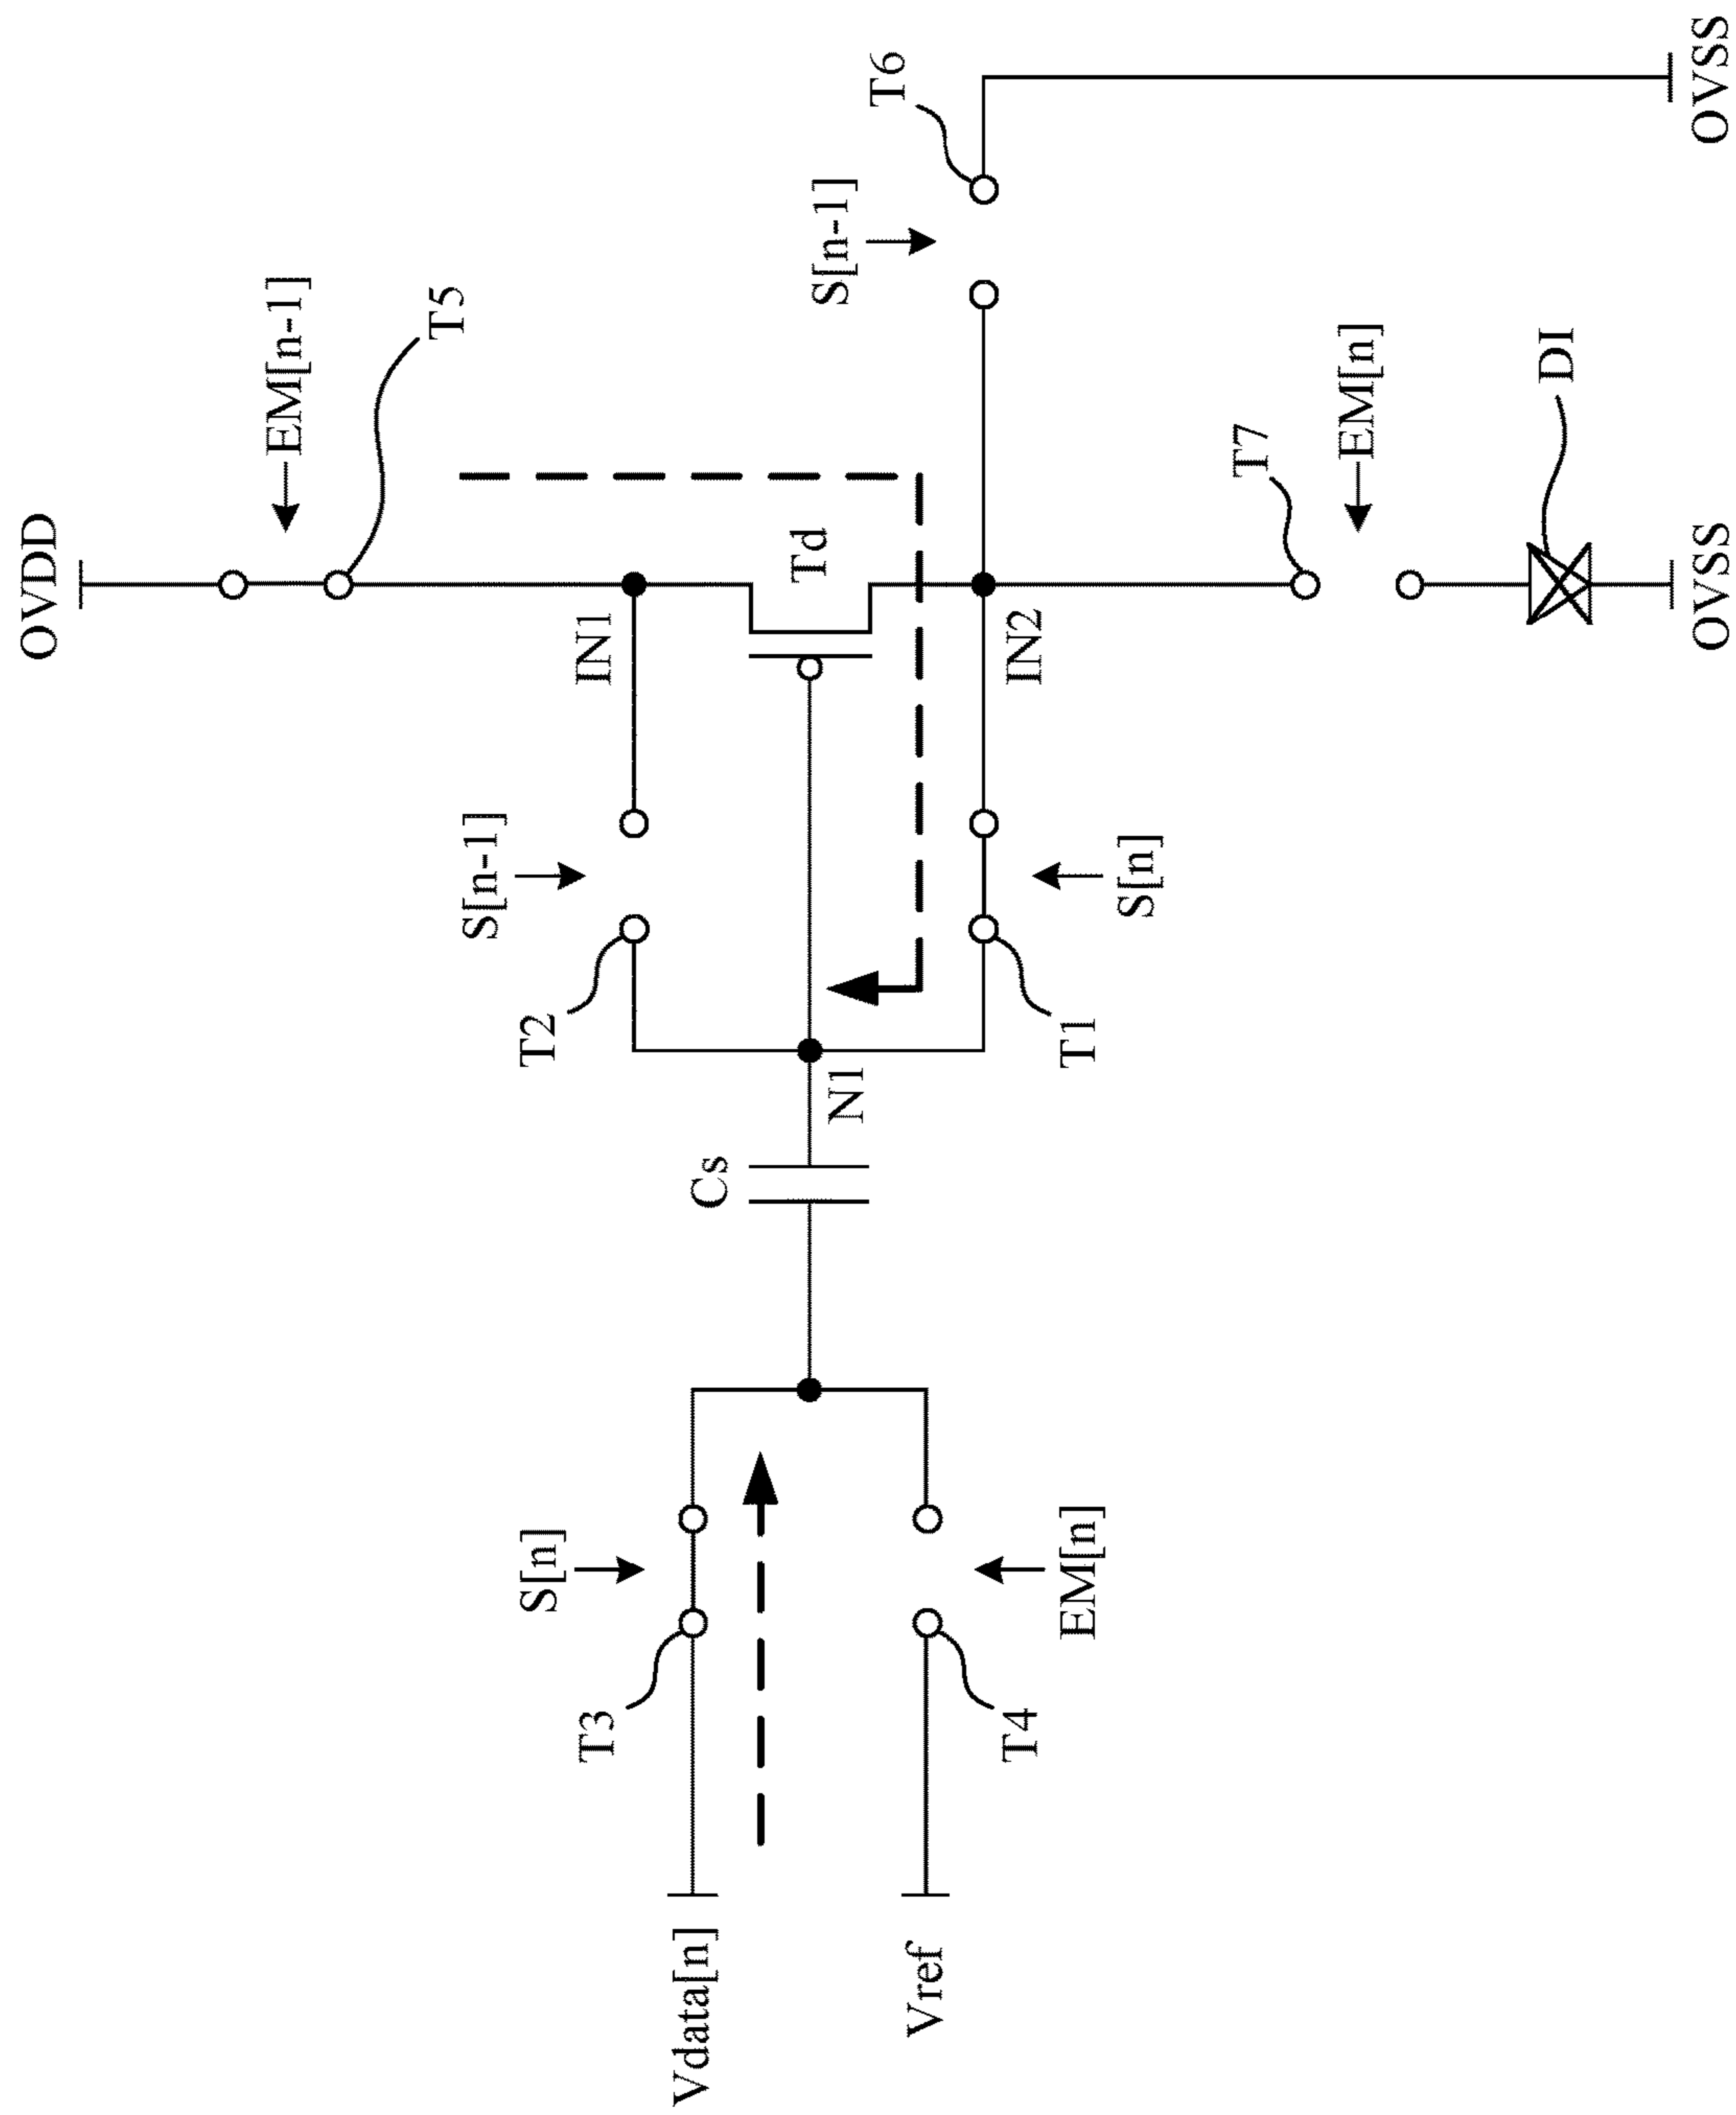 OVDD
EM[n-1]
T5
T6
S[n-1]
IN1
Td
S[n-1]
T2
IN2
S[n]
T1
T7
EM[n]
DI
OVSS
OVSS
N1
Cs
S[n]
T3
EM[n]
T4
Vdata[n]
Vref